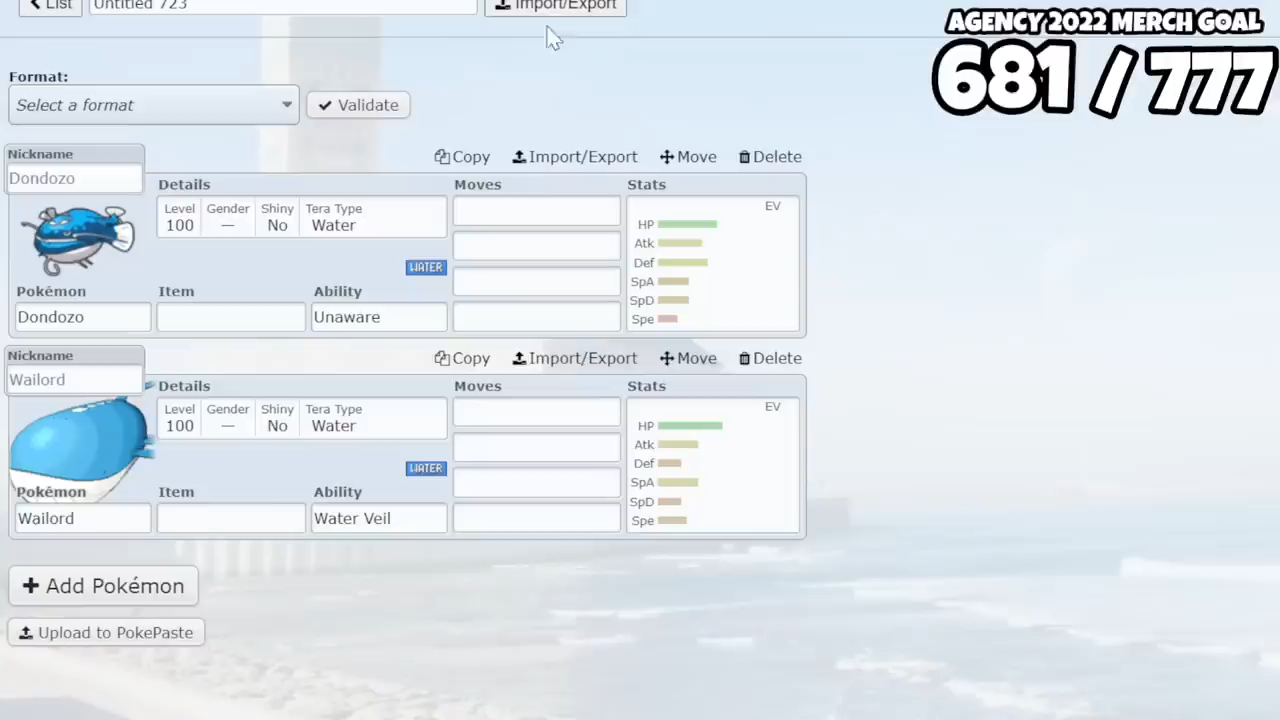 List
Untitled 723
Import/Export
AGENCY 2022 MERCH GOAL
681 / 777
Format:
Select a format
Validate
Nickname
Dondozo
Copy
Import/Export
Move
Delete
Details
Moves
Stats
Level
Gender
Shiny
Tera Type
100
—
No
Water
EV
HP
Atk
Def
SpA
SpD
Spe
WATER
Pokémon
Item
Ability
Dondozo
Unaware
Nickname
Wailord
Copy
Import/Export
Move
Delete
Details
Moves
Stats
Level
Gender
Shiny
Tera Type
100
—
No
Water
EV
HP
Atk
Def
SpA
SpD
Spe
WATER
Pokémon
Item
Ability
Wailord
Water Veil
Add Pokémon
Upload to PokePaste